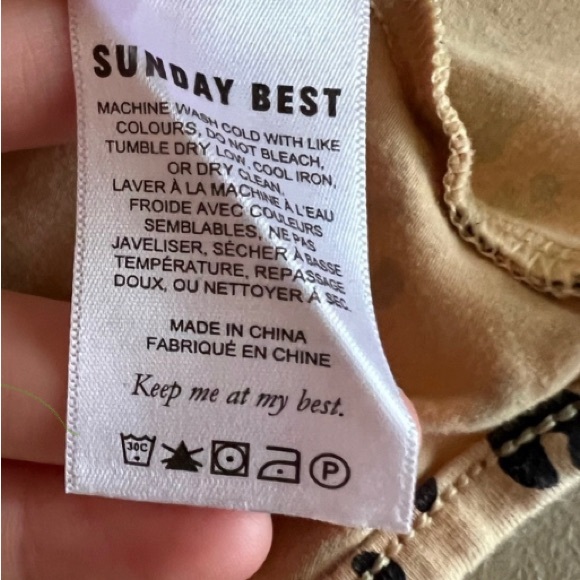 SUNDAY BEST
MACHINE WASH COLD WITH LIKE
COLOURS, DO NOT BLEACH,
TUMBLE DRY LOW, COOL IRON,
OR DRY CLEAN.
LAVER À LA MACHINE À L'EAU
FROIDE AVEC COULEURS
SEMBLABLES, NE PAS
JAVELISER, SÉCHER À BASSE
TEMPÉRATURE, REPASSAGE
DOUX, OU NETTOYER À SEC.
MADE IN CHINA
FABRIQUÉ EN CHINE
Keep me at my best.
30C P